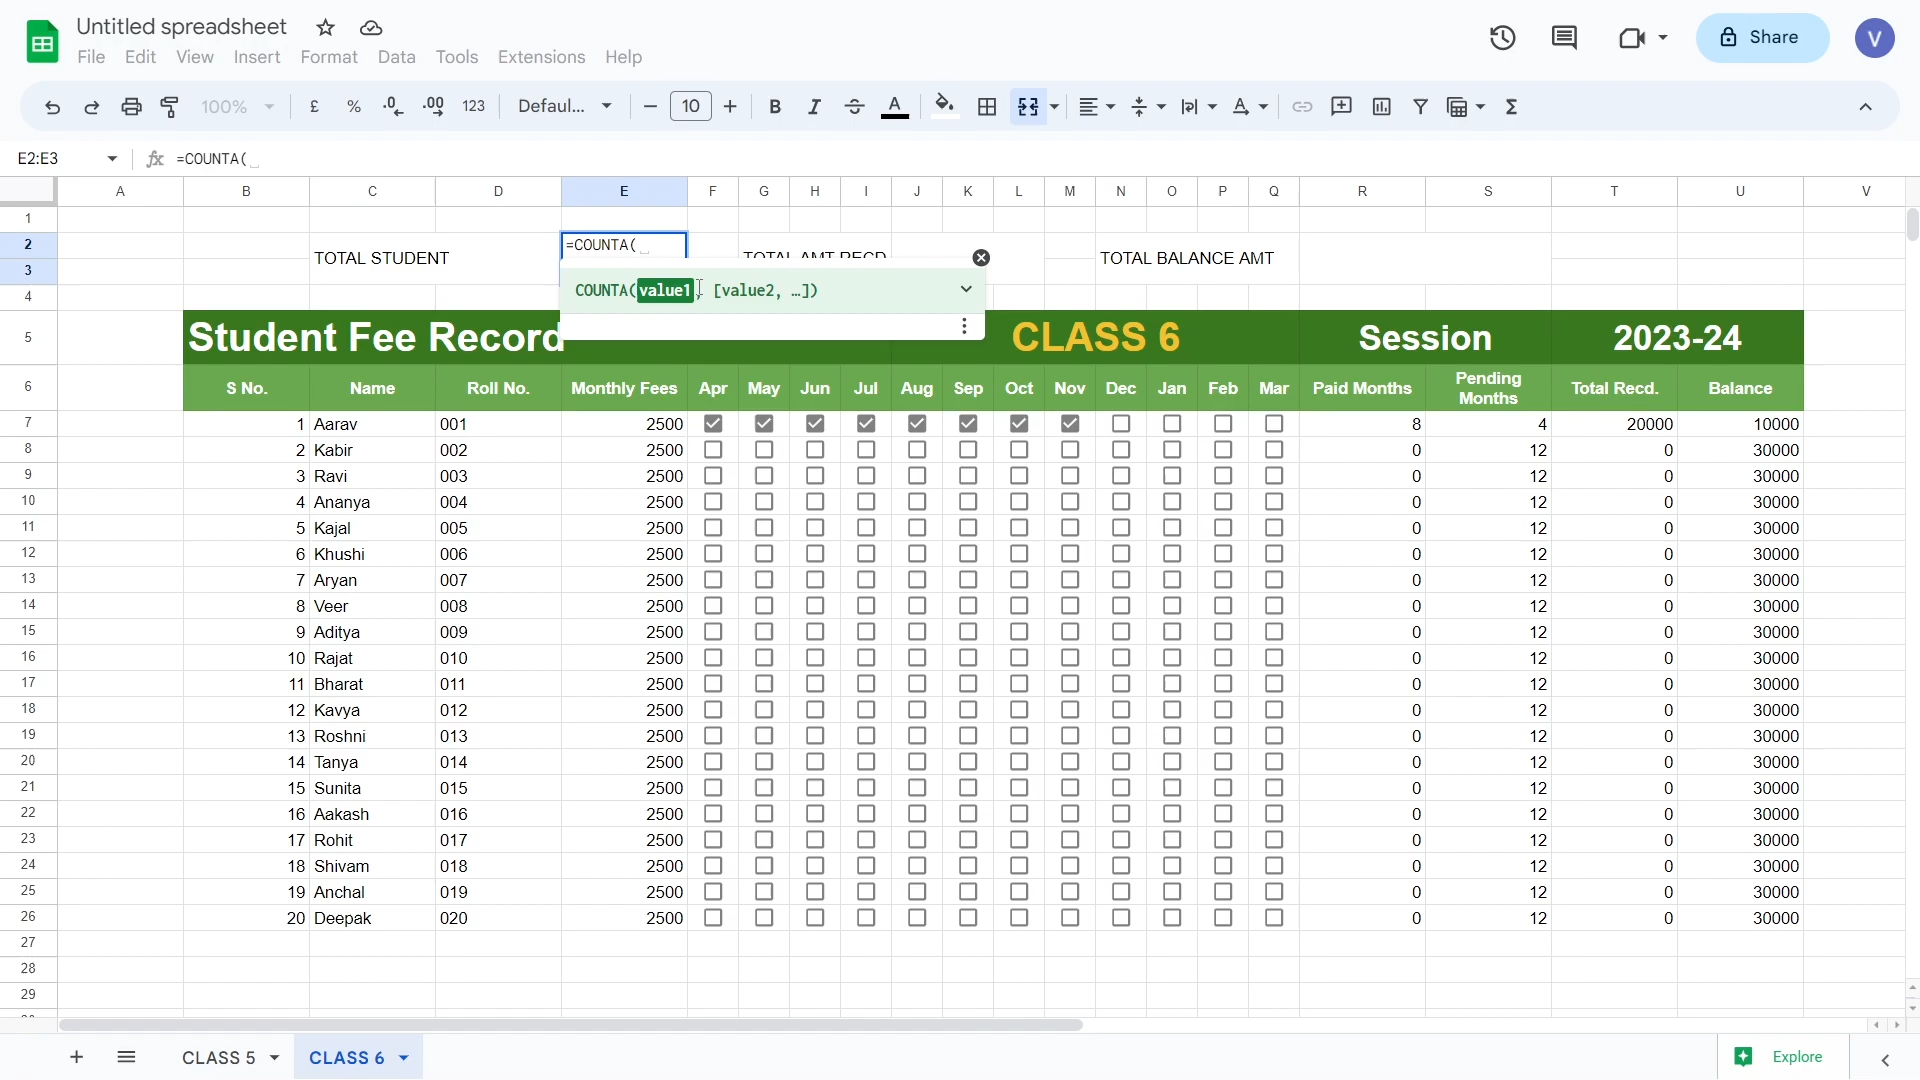 Untitled spreadsheet
File Edit View Insert Format Data Tools Extensions Help
Share
V
100% £ % .0 .00 123 Defaul... 10 B I A A Σ
E2:E3 fx =COUNTA(
A B C D E F G H I J K L M N O P Q R S T U V
1
2 =COUNTA(
3 TOTAL STUDENT TOTAL AMT RECD TOTAL BALANCE AMT
COUNTA(value1, [value2, …])
4
5 Student Fee Record CLASS 6 Session 2023-24
6 S No. Name Roll No. Monthly Fees Apr May Jun Jul Aug Sep Oct Nov Dec Jan Feb Mar Paid Months Pending Months Total Recd. Balance
7 1 Aarav 001 2500 8 4 20000 10000
8 2 Kabir 002 2500 0 12 0 30000
9 3 Ravi 003 2500 0 12 0 30000
10 4 Ananya 004 2500 0 12 0 30000
11 5 Kajal 005 2500 0 12 0 30000
12 6 Khushi 006 2500 0 12 0 30000
13 7 Aryan 007 2500 0 12 0 30000
14 8 Veer 008 2500 0 12 0 30000
15 9 Aditya 009 2500 0 12 0 30000
16 10 Rajat 010 2500 0 12 0 30000
17 11 Bharat 011 2500 0 12 0 30000
18 12 Kavya 012 2500 0 12 0 30000
19 13 Roshni 013 2500 0 12 0 30000
20 14 Tanya 014 2500 0 12 0 30000
21 15 Sunita 015 2500 0 12 0 30000
22 16 Aakash 016 2500 0 12 0 30000
23 17 Rohit 017 2500 0 12 0 30000
24 18 Shivam 018 2500 0 12 0 30000
25 19 Anchal 019 2500 0 12 0 30000
26 20 Deepak 020 2500 0 12 0 30000
27
28
29
CLASS 5 CLASS 6 Explore